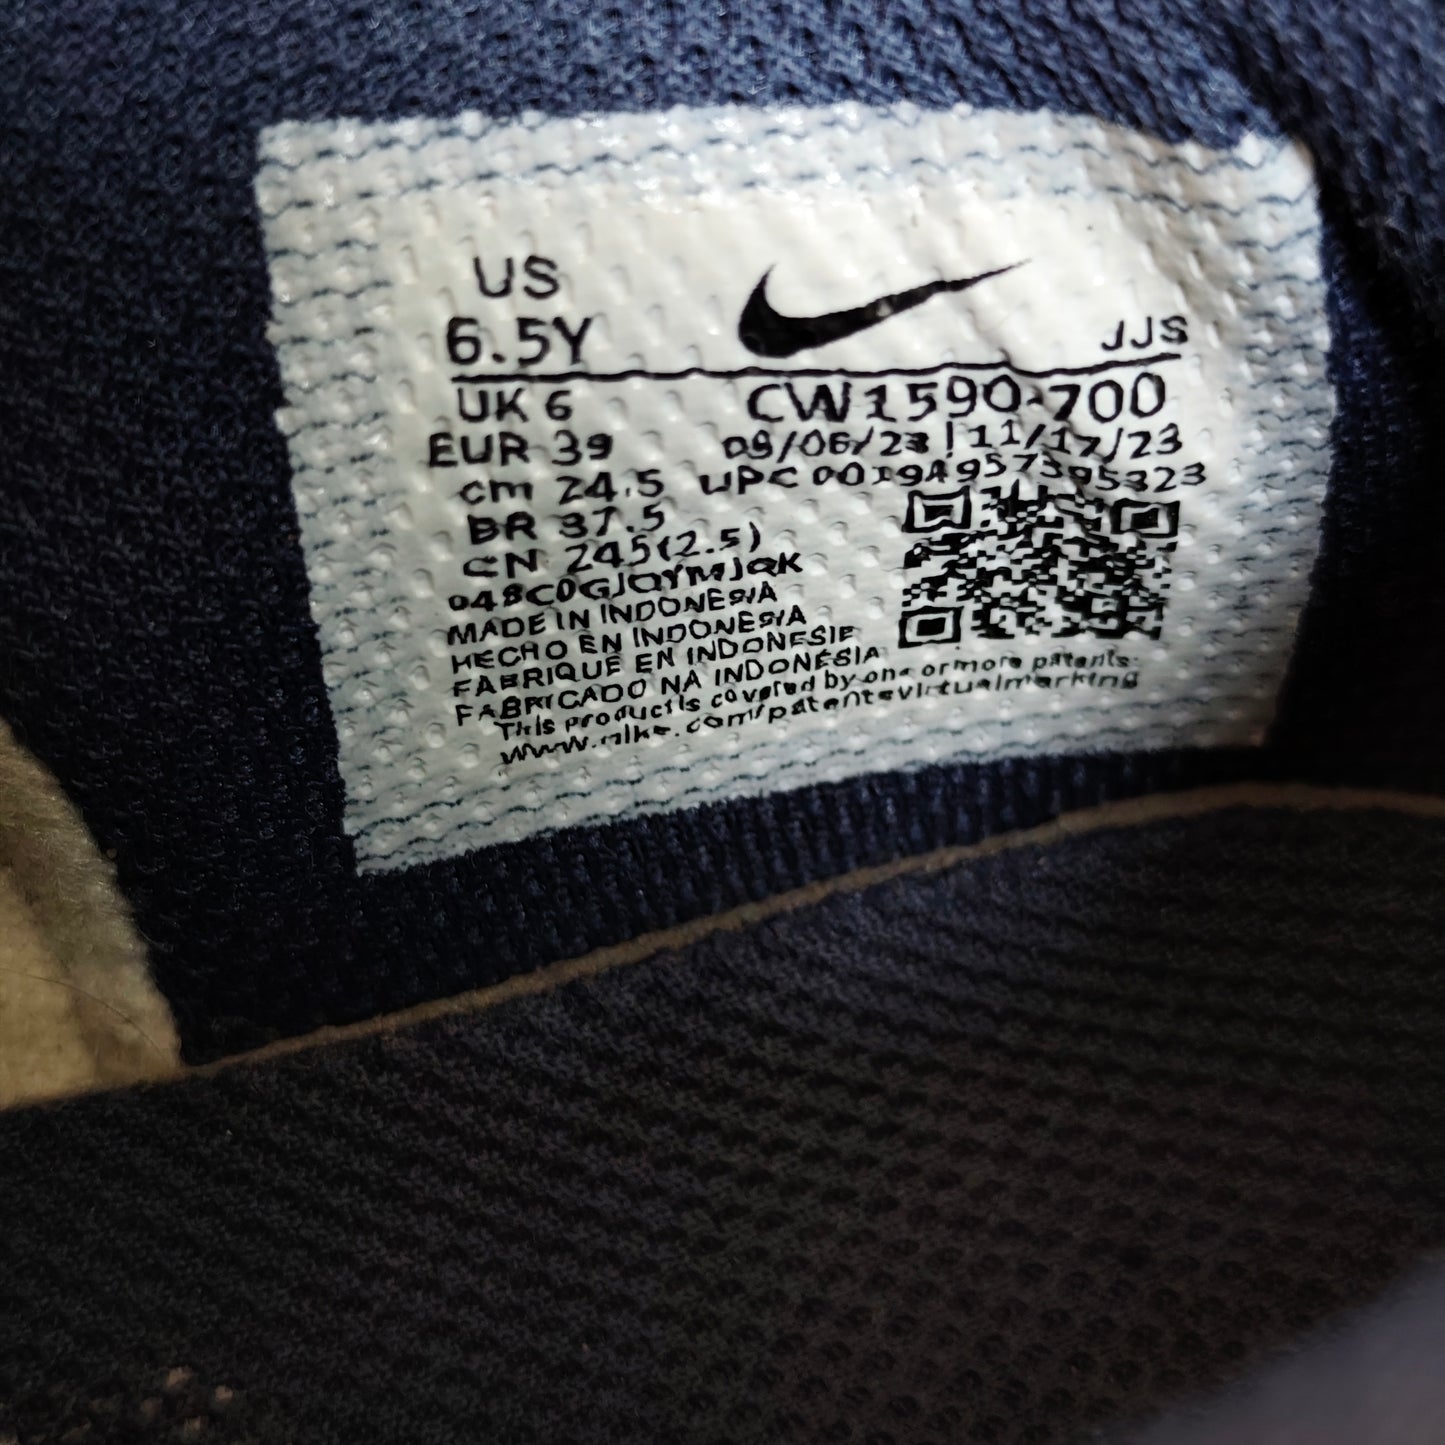 US
6.5Y
JJS
UK 6
CW1590-700
EUR 39
09/06/23 | 11/17/23
cm 24.5
UPC 00194957395323
BR 37.5
CN 245(2.5)
048C0GJQYMJQK
MADE IN INDONESIA
HECHO EN INDONESIA
FABRIQUÉ EN INDONESIE
FABRICADO NA INDONÉSIA
This product is covered by one or more patents:
www.nike.com/patentsvirtualmarking